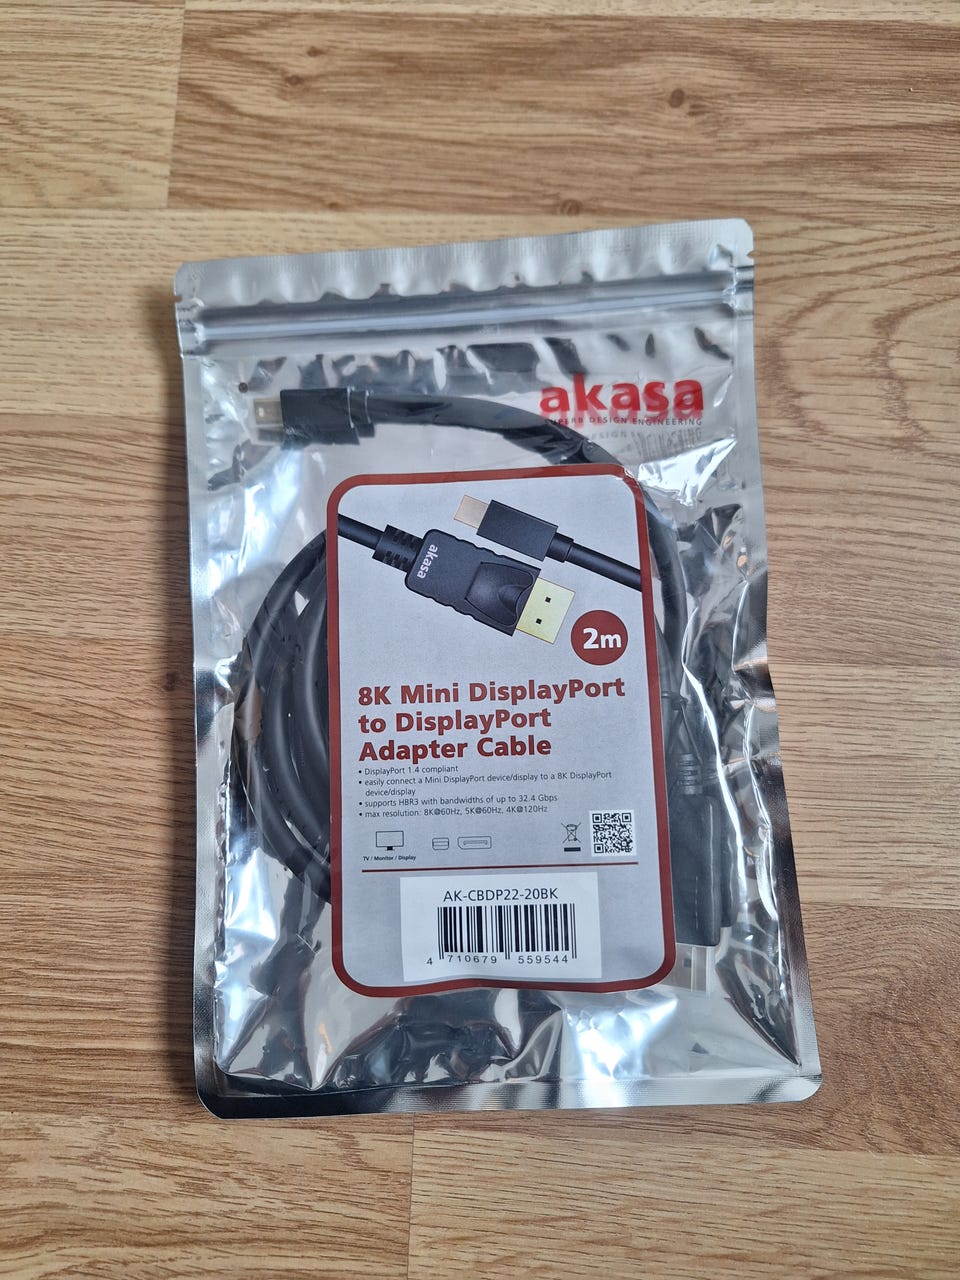 akasa
SUPERB DESIGN ENGINEERING
akasa
2m
8K Mini DisplayPort
to DisplayPort
Adapter Cable
• DisplayPort 1.4 compliant
• easily connect a Mini DisplayPort device/display to a 8K DisplayPort
device/display
• supports HBR3 with bandwidths of up to 32.4 Gbps
• max resolution: 8K@60Hz, 5K@60Hz, 4K@120Hz
TV / Monitor / Display
AK-CBDP22-20BK
4 710679 559544